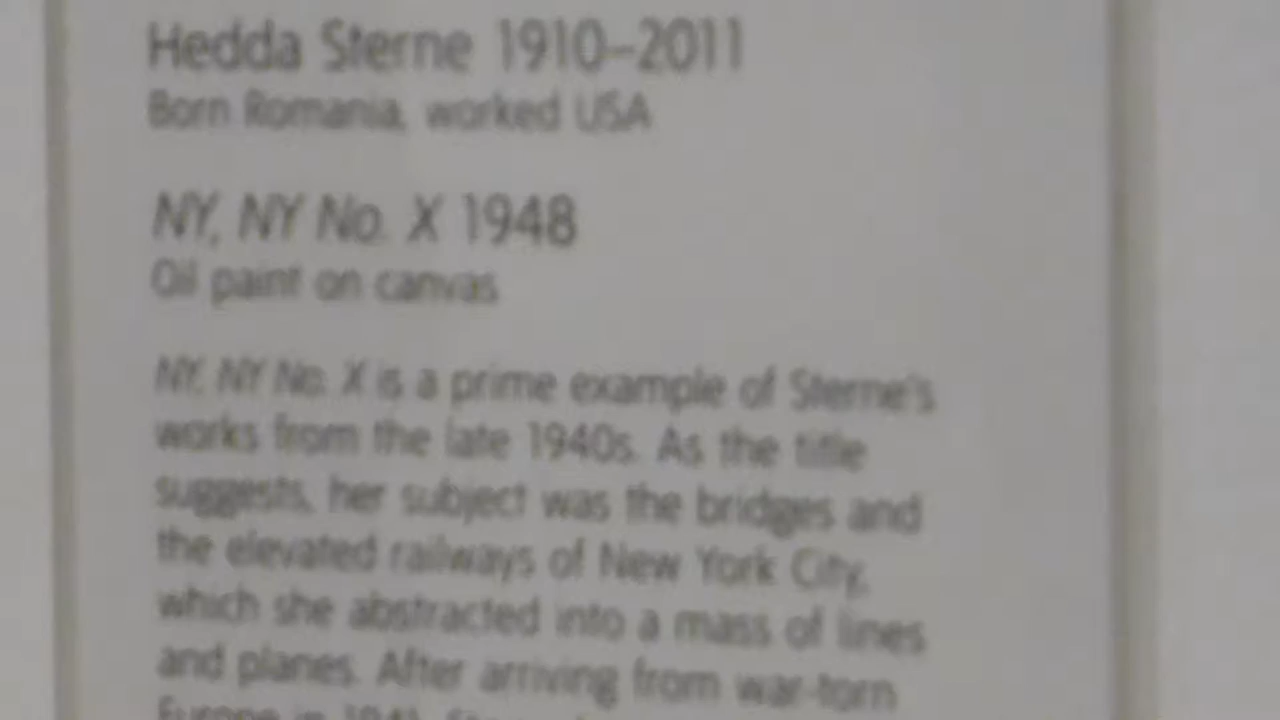 Hedda Sterne 1910–2011
Born Romania, worked USA
NY, NY No. X 1948
Oil paint on canvas
NY, NY No. X is a prime example of Sterne's
works from the late 1940s. As the title
suggests, her subject was the bridges and
the elevated railways of New York City,
which she abstracted into a mass of lines
and planes. After arriving from war-torn
Europe in 1941,